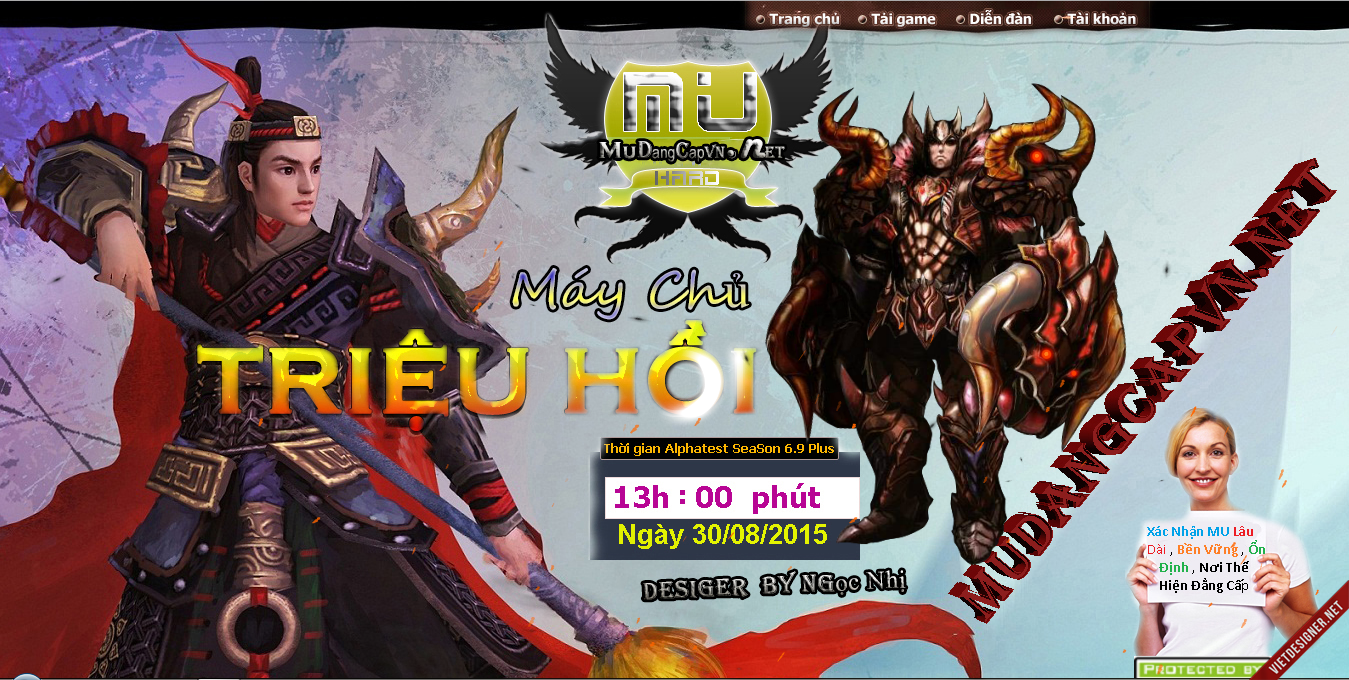 Trang chủ Tải game Diễn đàn Tài khoản
MU
MuDangCapVN.Net
HARD
Máy Chủ
TRIỆU HỒI
Thời gian Alphatest SeaSon 6.9 Plus
13h : 00 phút
Ngày 30/08/2015
DESIGER BY NGọc Nhị
MUDANGCAPVN.NET
Xác Nhận MU Lâu
Dài , Bền Vững , Ổn
Định , Nơi Thể
Hiện Đẳng Cấp
PROTECTED BY
VIETDESIGNER.NET